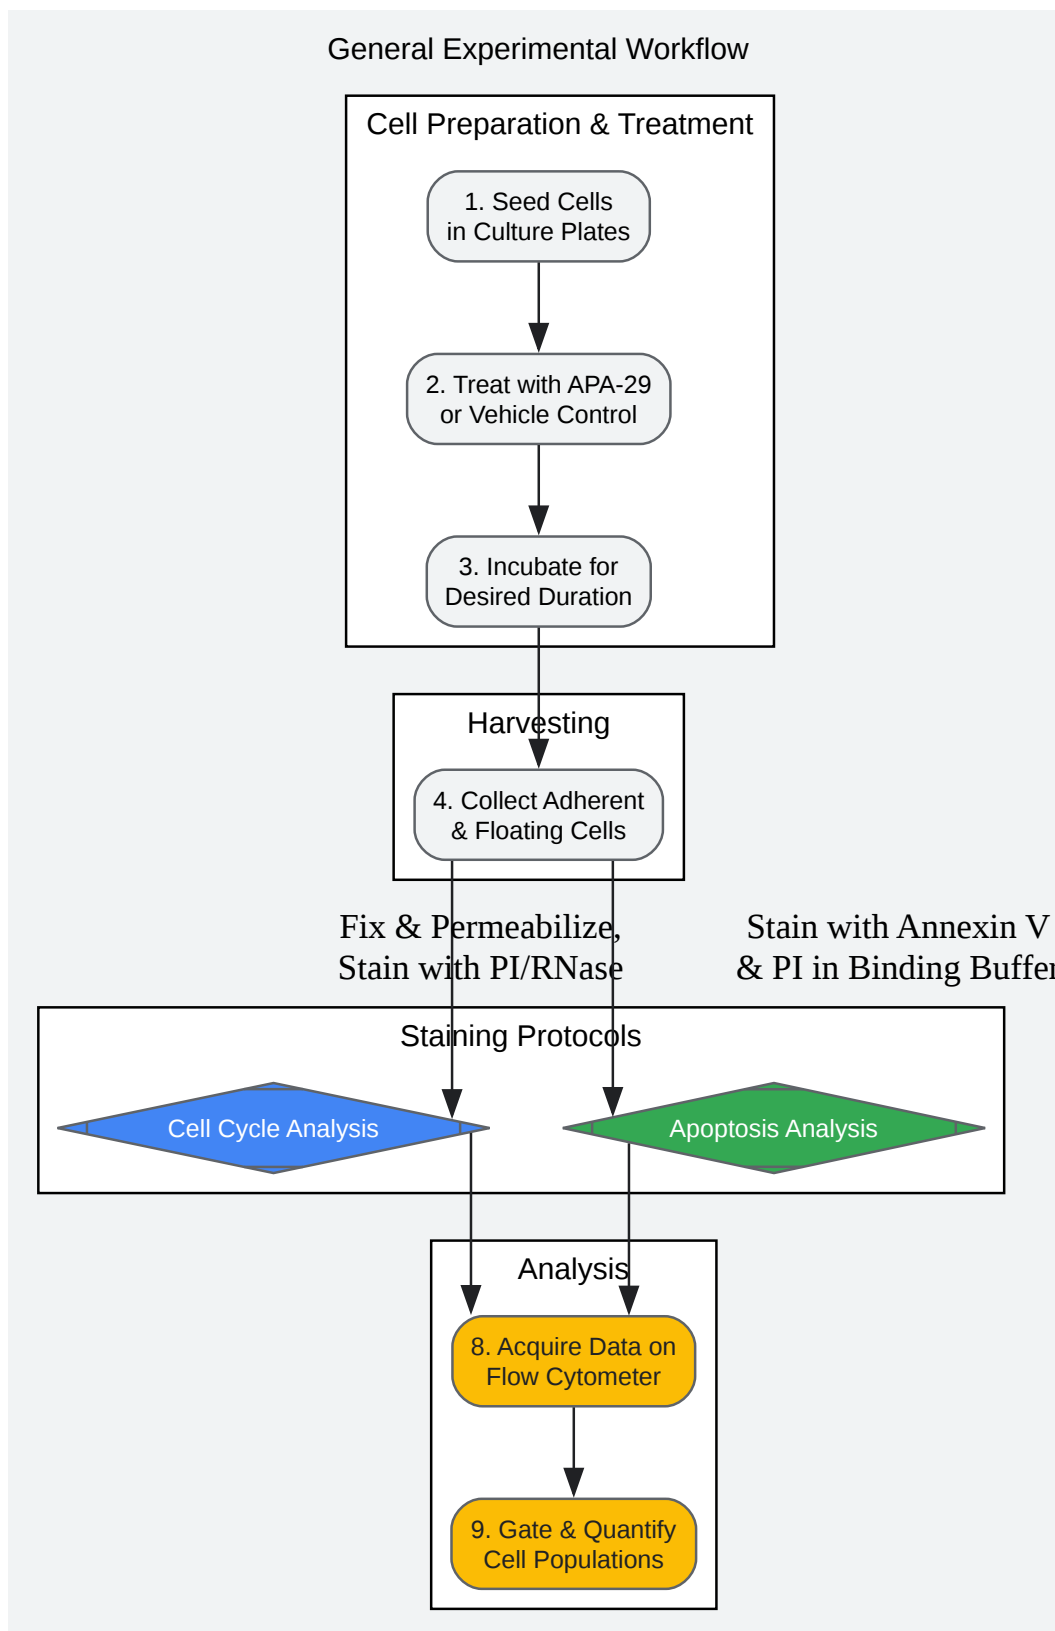 General Experimental Workflow
Cell Preparation & Treatment
1. Seed Cells
in Culture Plates
2. Treat with APA-29
or Vehicle Control
3. Incubate for
Desired Duration
Harvesting
4. Collect Adherent
& Floating Cells
Fix & Permeabilize,
Stain with PI/RNase
Stain with Annexin V
& PI in Binding Buffer
Staining Protocols
Cell Cycle Analysis
Apoptosis Analysis
Analysis
8. Acquire Data on
Flow Cytometer
9. Gate & Quantify
Cell Populations